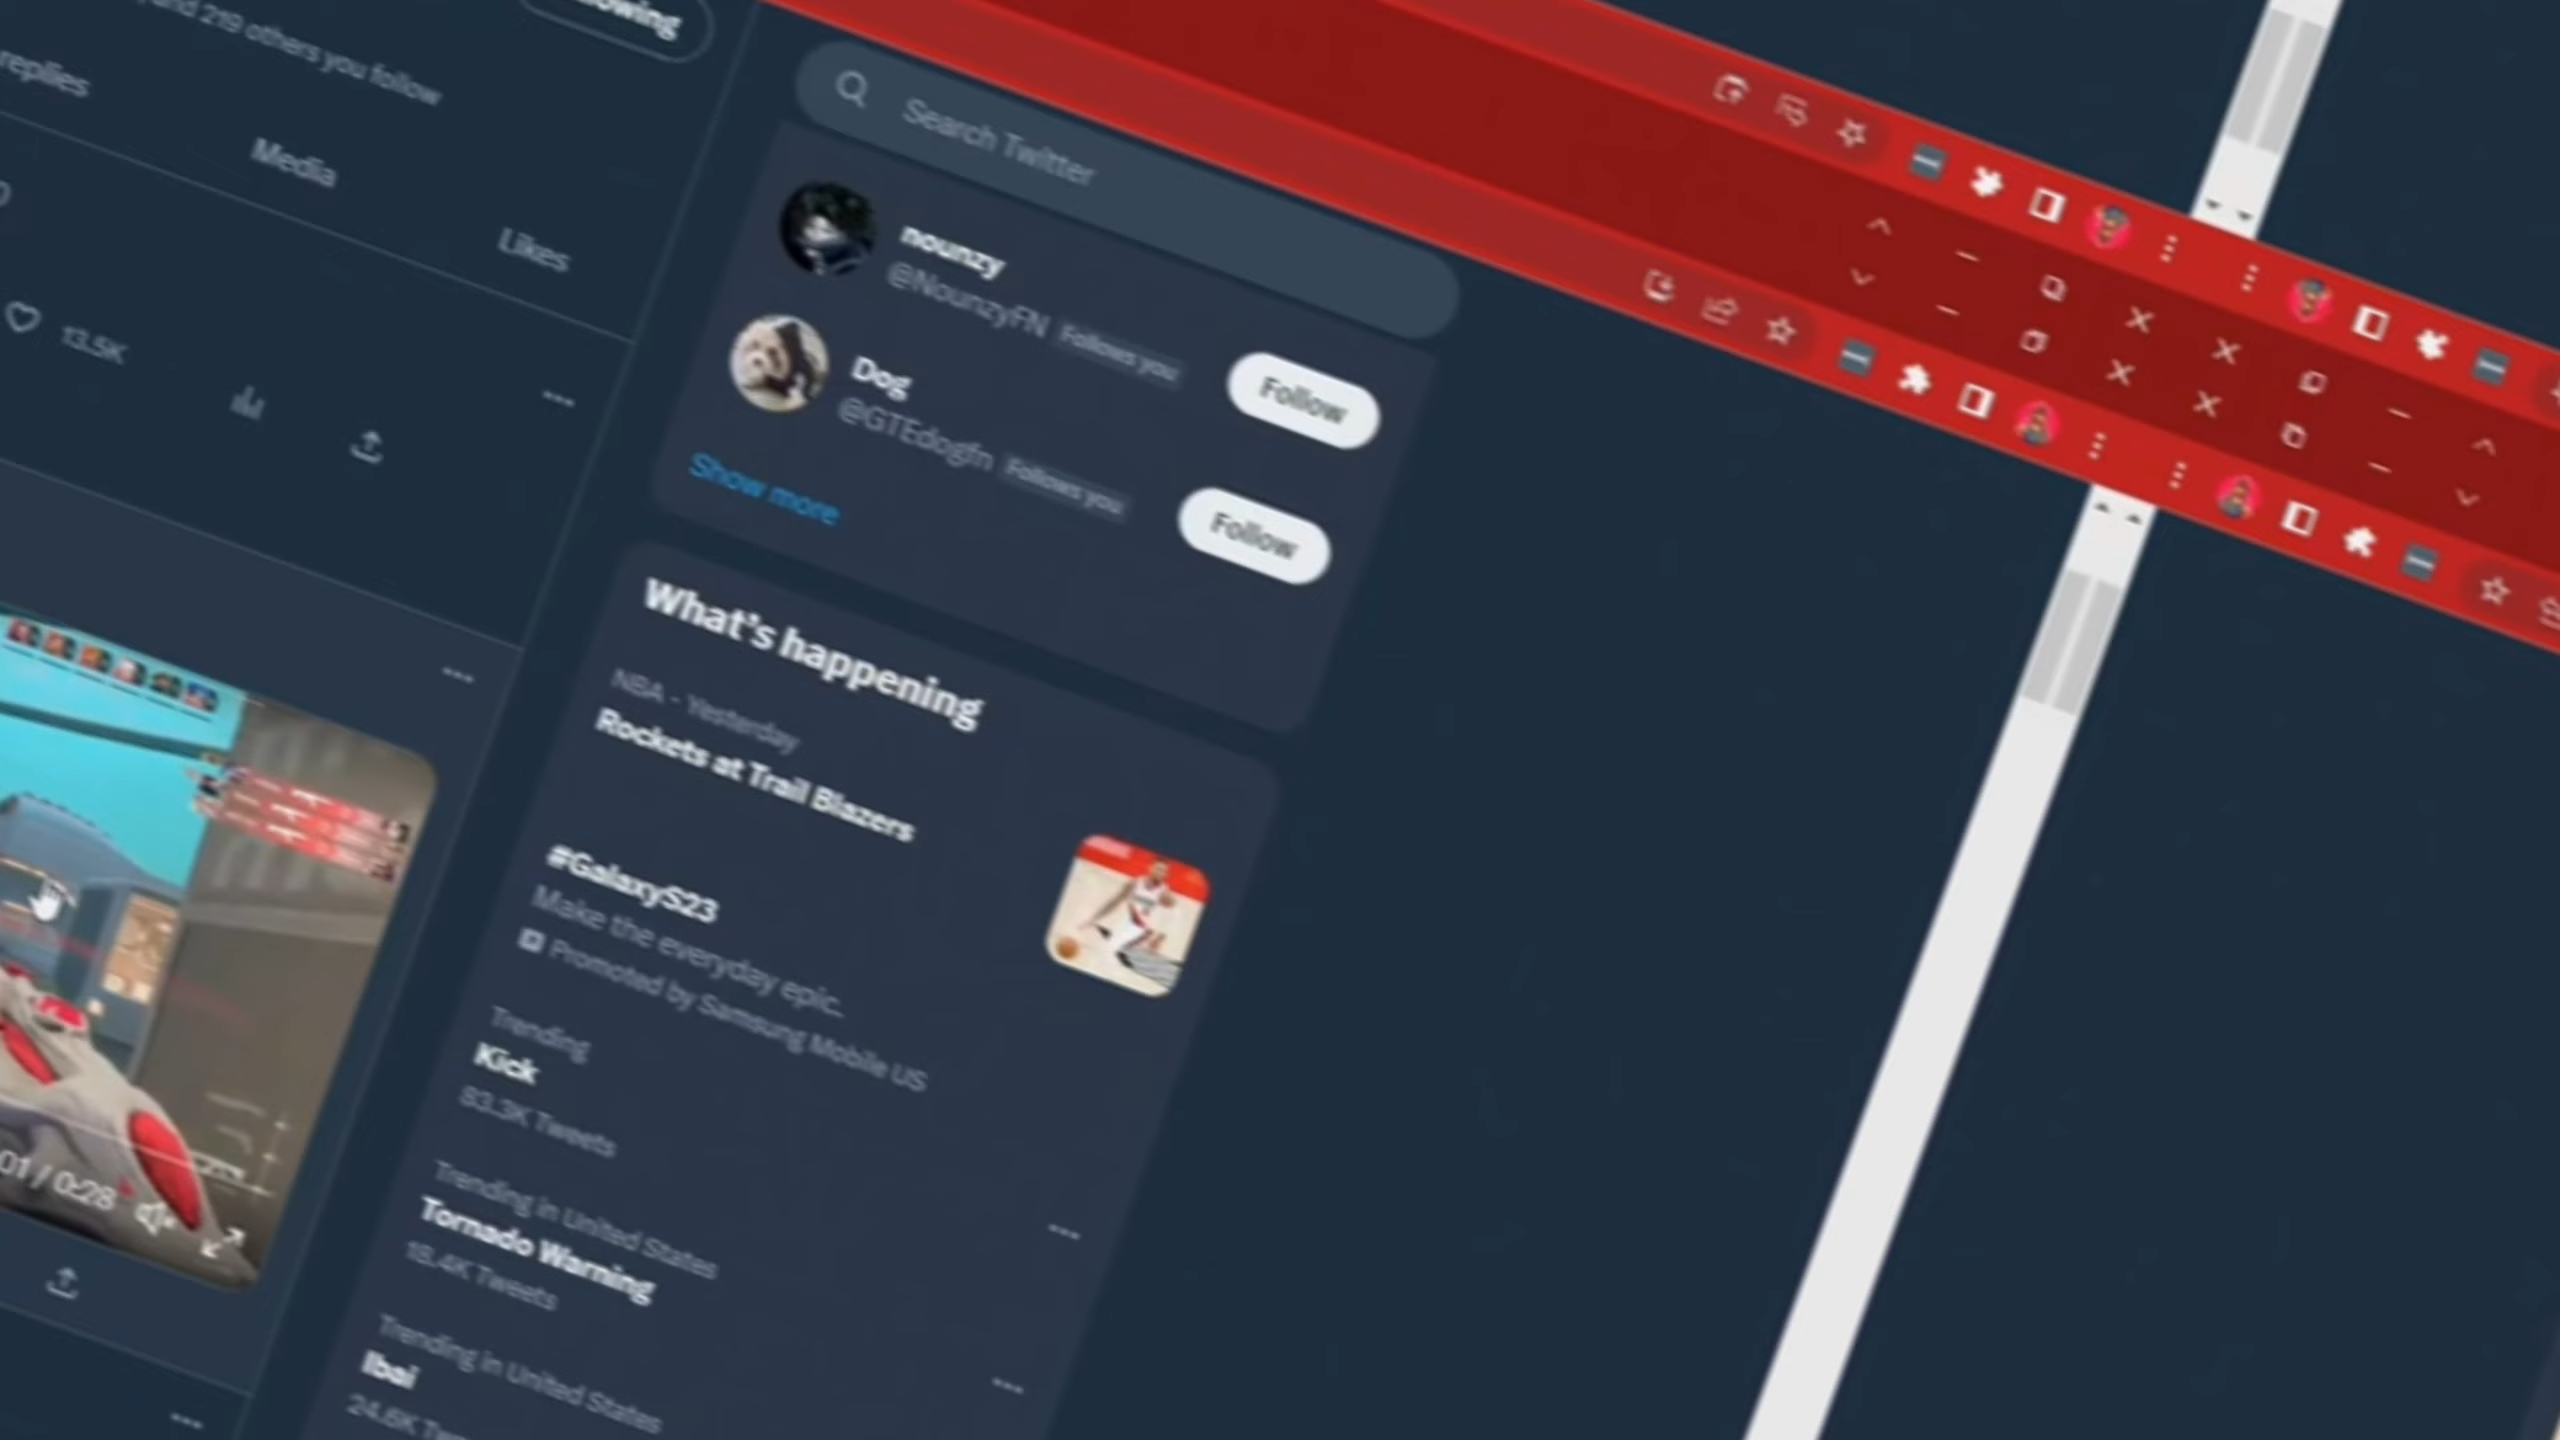 and 219 others you follow
replies
Media
Likes
13.5K
0:28
Search Twitter
nounzy
@NounzyFN Follows you
Follow
Dog
@GTEdogfn Follows you
Follow
Show more
What's happening
NBA - Yesterday
Rockets at Trail Blazers
#GalaxyS23
Make the everyday epic.
Promoted by Samsung Mobile US
Trending
Kick
83.3K Tweets
Trending in United States
Tornado Warning
18.4K Tweets
Trending in United States
Ibai
24.6K